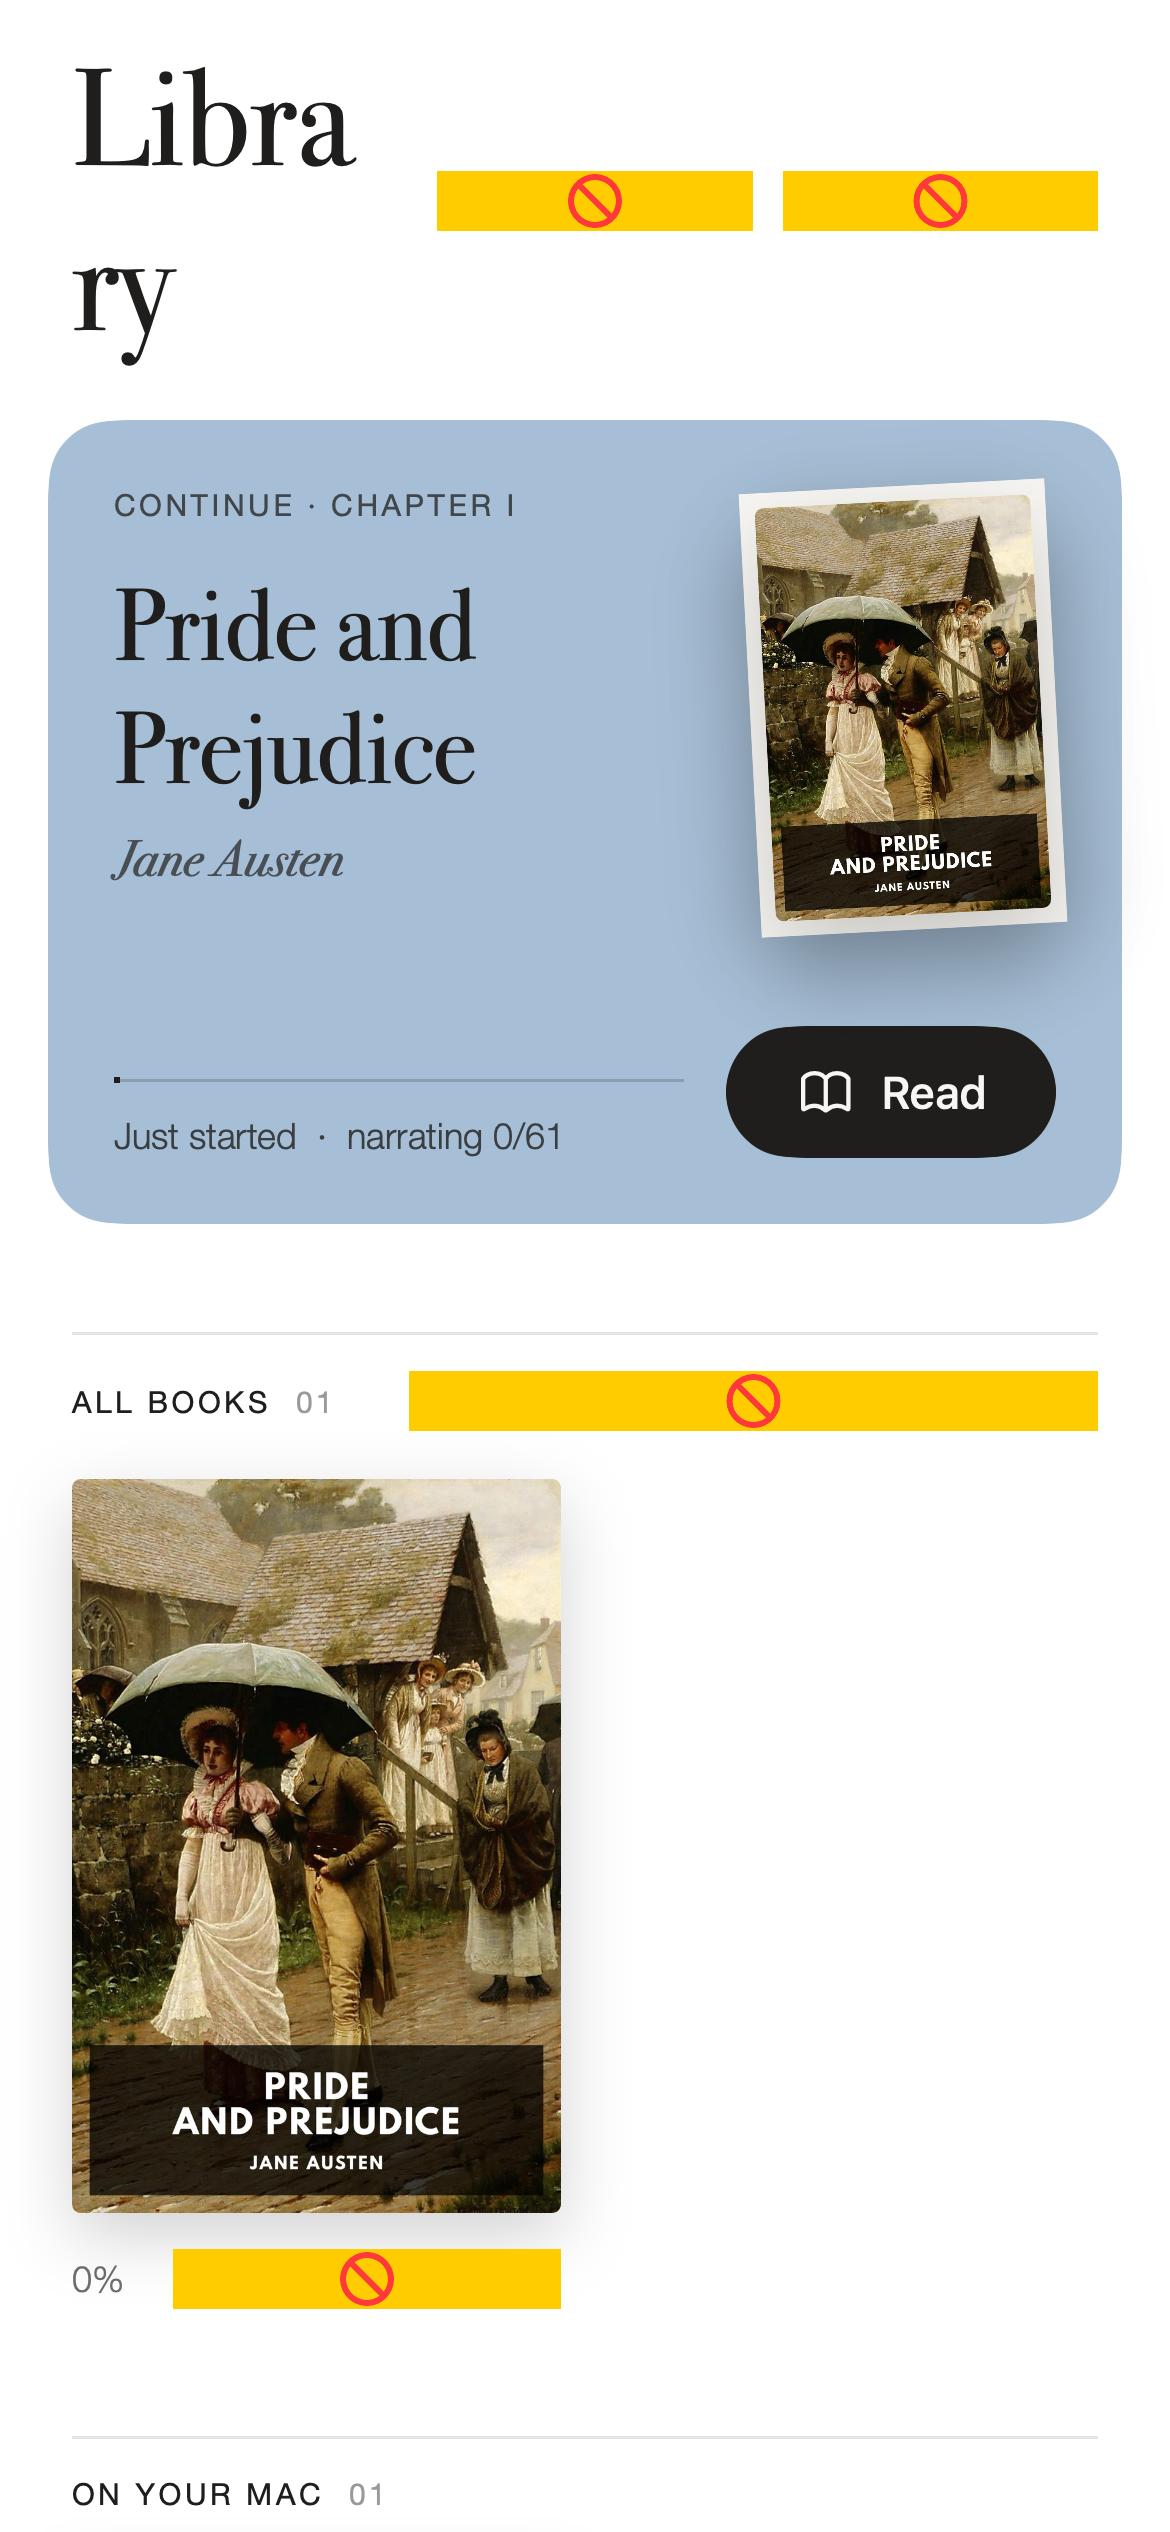 Libra
ry
CONTINUE · CHAPTER I
Pride and
Prejudice
Jane Austen
PRIDE
AND PREJUDICE
JANE AUSTEN
Just started · narrating 0/61
Read
ALL BOOKS 01
PRIDE
AND PREJUDICE
JANE AUSTEN
0%
ON YOUR MAC 01